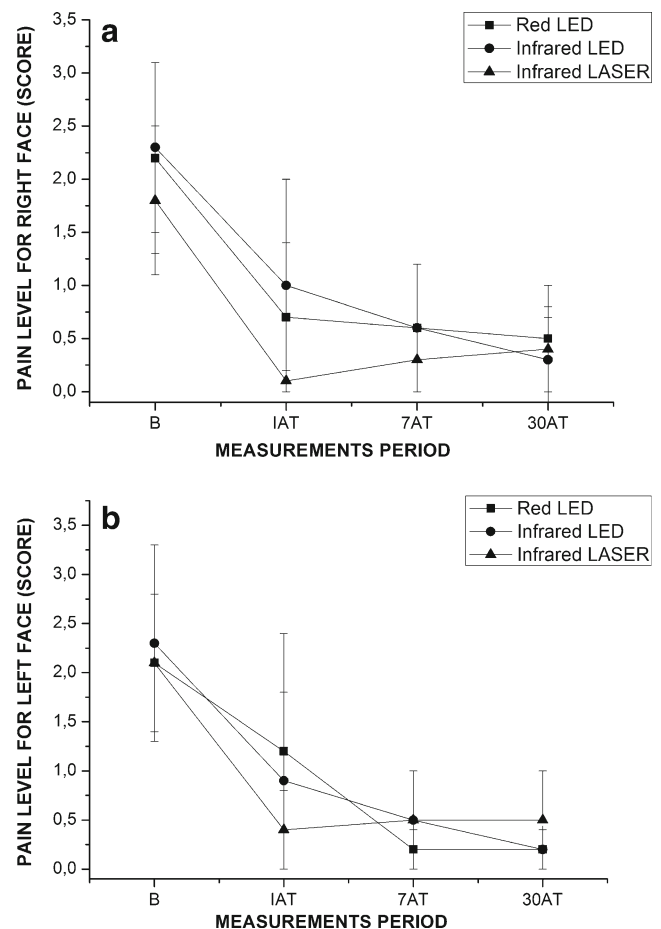 a
Red LED
Infrared LED
Infrared LASER
PAIN LEVEL FOR RIGHT FACE (SCORE)
3,5
3,0
2,5
2,0
1,5
1,0
0,5
0,0
B IAT 7AT 30AT
MEASUREMENTS PERIOD
b
Red LED
Infrared LED
Infrared LASER
PAIN LEVEL FOR LEFT FACE (SCORE)
3,5
3,0
2,5
2,0
1,5
1,0
0,5
0,0
B IAT 7AT 30AT
MEASUREMENTS PERIOD